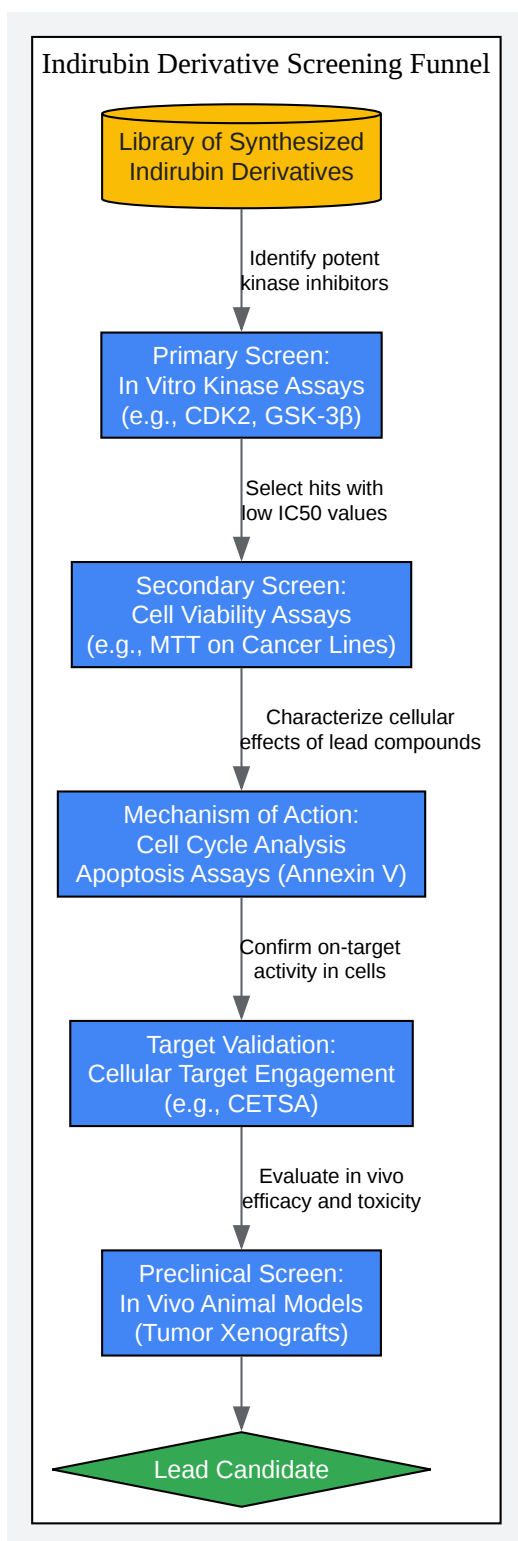 Indirubin Derivative Screening Funnel
Library of Synthesized
Indirubin Derivatives
Identify potent
kinase inhibitors
Primary Screen:
In Vitro Kinase Assays
(e.g., CDK2, GSK-3β)
Select hits with
low IC50 values
Secondary Screen:
Cell Viability Assays
(e.g., MTT on Cancer Lines)
Characterize cellular
effects of lead compounds
Mechanism of Action:
Cell Cycle Analysis
Apoptosis Assays (Annexin V)
Confirm on-target
activity in cells
Target Validation:
Cellular Target Engagement
(e.g., CETSA)
Evaluate in vivo
efficacy and toxicity
Preclinical Screen:
In Vivo Animal Models
(Tumor Xenografts)
Lead Candidate